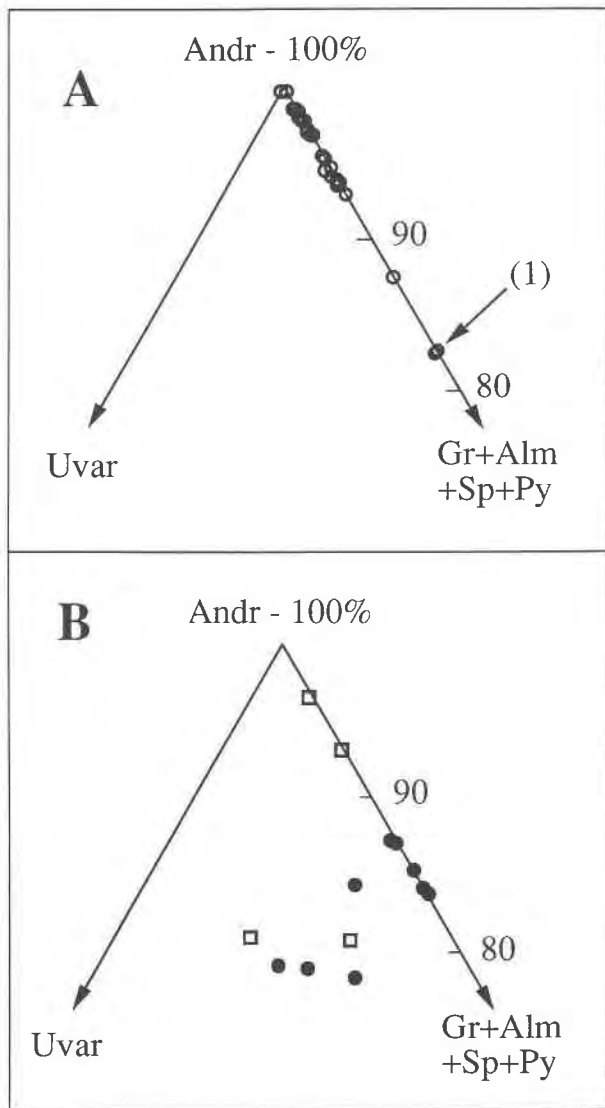 A
Andr - 100%
90
(1)
80
Uvar
Gr+Alm
+Sp+Py
B
Andr - 100%
90
80
Uvar
Gr+Alm
+Sp+Py